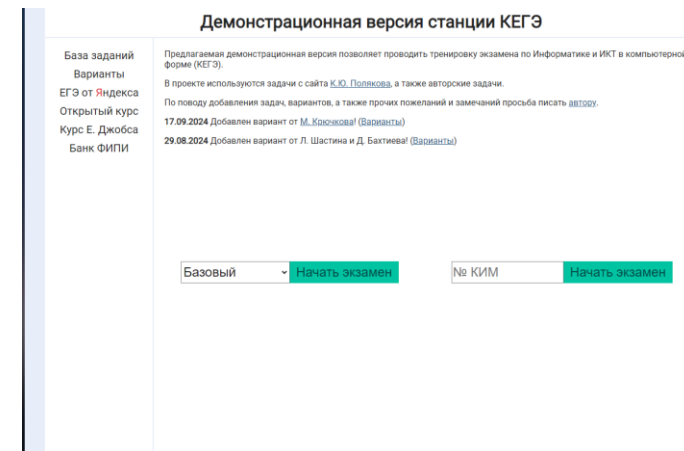 Демонстрационная версия станции КЕГЭ
База заданий
Варианты
ЕГЭ от Яндекса
Открытый курс
Курс Е. Джобса
Банк ФИПИ
Предлагаемая демонстрационная версия позволяет проводить тренировку экзамена по Информатике и ИКТ в компьютерной
форме (КЕГЭ).
В проекте используются задачи с сайта К.Ю. Полякова, а также авторские задачи.
По поводу добавления задач, вариантов, а также прочих пожеланий и замечаний просьба писать автору.
17.09.2024 Добавлен вариант от М. Крючкова! (Варианты)
29.08.2024 Добавлен вариант от Л. Шастина и Д. Бахтиева! (Варианты)
Базовый Начать экзамен № КИМ Начать экзамен